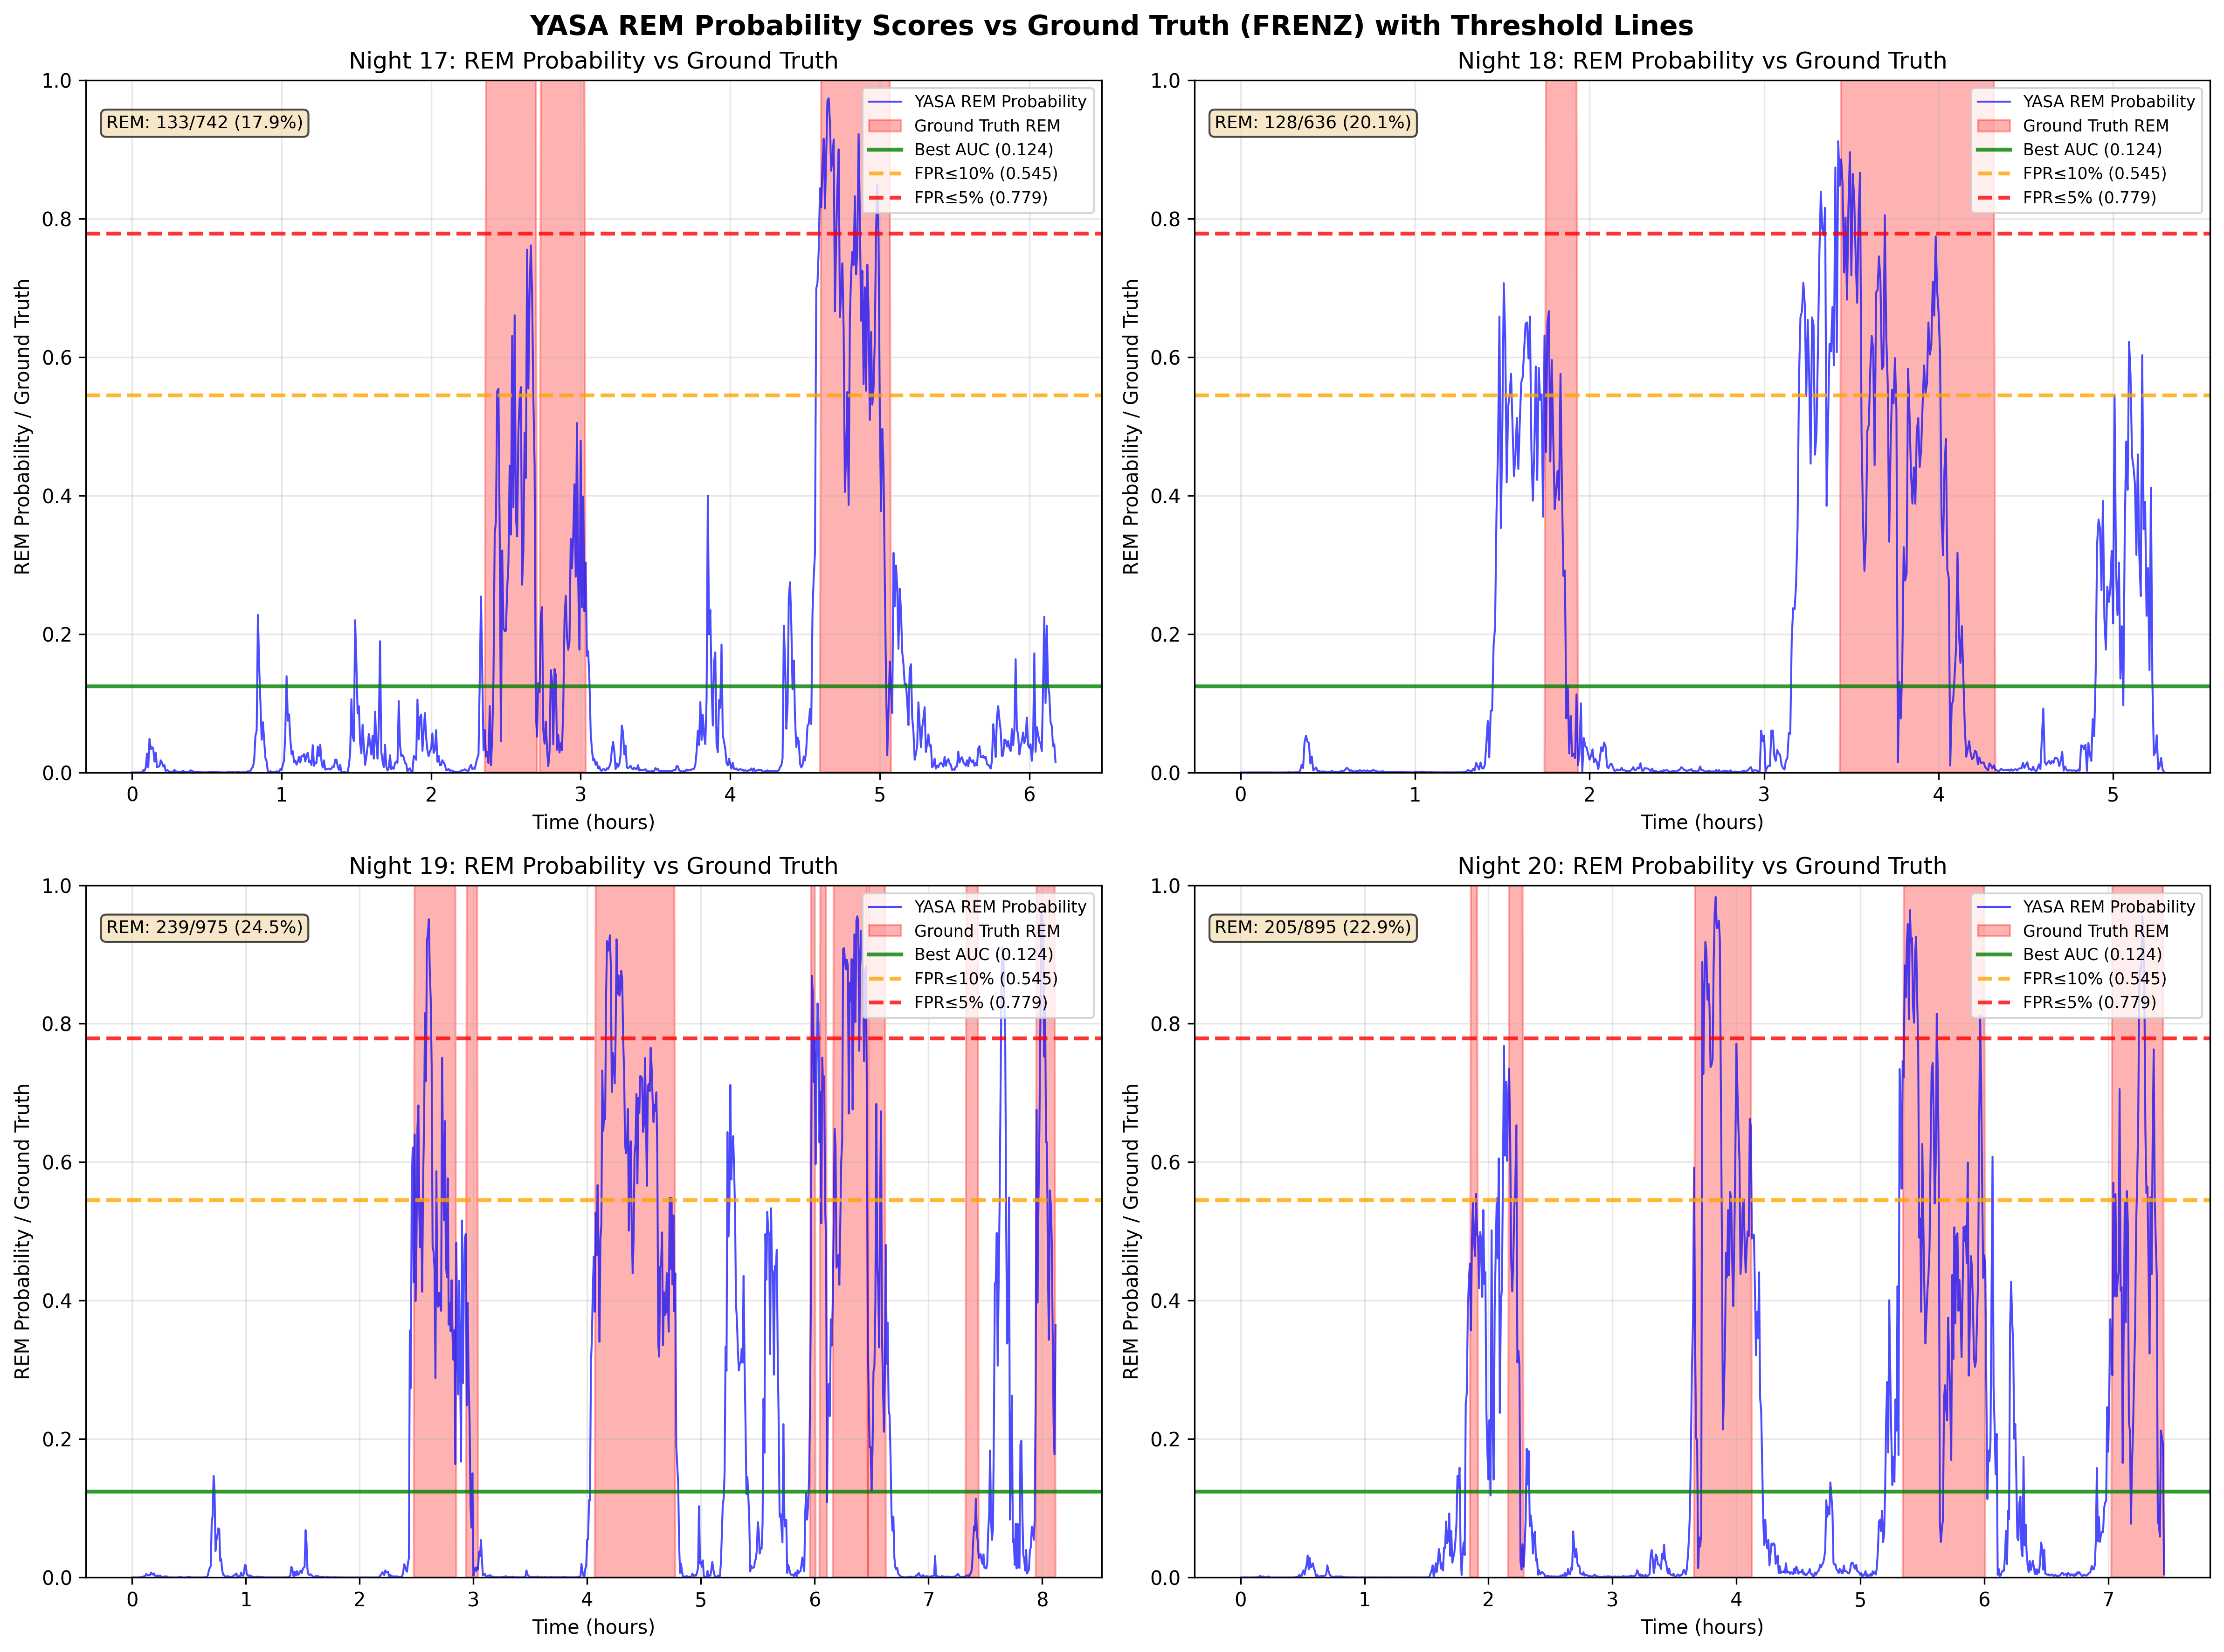 YASA REM Probability Scores vs Ground Truth (FRENZ) with Threshold Lines
Night 17: REM Probability vs Ground Truth
REM: 133/742 (17.9%)
YASA REM Probability
Ground Truth REM
Best AUC (0.124)
FPR≤10% (0.545)
FPR≤5% (0.779)
REM Probability / Ground Truth
1.0
0.8
0.6
0.4
0.2
0.0
0 1 2 3 4 5 6
Time (hours)
Night 18: REM Probability vs Ground Truth
REM: 128/636 (20.1%)
YASA REM Probability
Ground Truth REM
Best AUC (0.124)
FPR≤10% (0.545)
FPR≤5% (0.779)
REM Probability / Ground Truth
1.0
0.8
0.6
0.4
0.2
0.0
0 1 2 3 4 5
Time (hours)
Night 19: REM Probability vs Ground Truth
REM: 239/975 (24.5%)
YASA REM Probability
Ground Truth REM
Best AUC (0.124)
FPR≤10% (0.545)
FPR≤5% (0.779)
REM Probability / Ground Truth
1.0
0.8
0.6
0.4
0.2
0.0
0 1 2 3 4 5 6 7 8
Time (hours)
Night 20: REM Probability vs Ground Truth
REM: 205/895 (22.9%)
YASA REM Probability
Ground Truth REM
Best AUC (0.124)
FPR≤10% (0.545)
FPR≤5% (0.779)
REM Probability / Ground Truth
1.0
0.8
0.6
0.4
0.2
0.0
0 1 2 3 4 5 6 7
Time (hours)